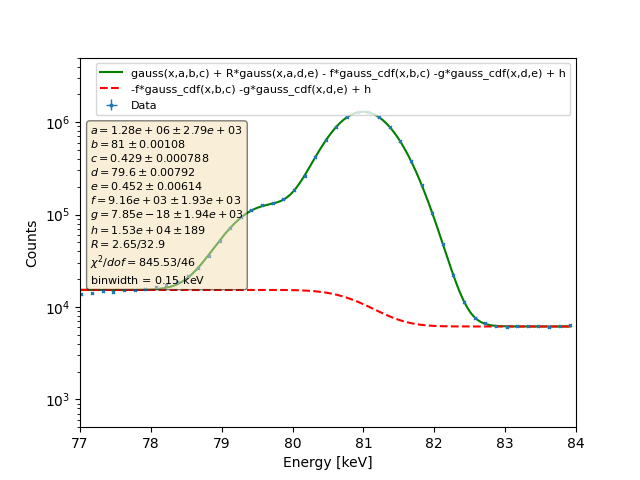 gauss(x,a,b,c) + R*gauss(x,a,d,e) - f*gauss_cdf(x,b,c) -g*gauss_cdf(x,d,e) + h
-f*gauss_cdf(x,b,c) -g*gauss_cdf(x,d,e) + h
Data
a = 1.28e + 06 ± 2.79e + 03
b = 81 ± 0.00108
c = 0.429 ± 0.000788
d = 79.6 ± 0.00792
e = 0.452 ± 0.00614
f = 9.16e + 03 ± 1.93e + 03
g = 7.85e − 18 ± 1.94e + 03
h = 1.53e + 04 ± 189
R = 2.65/32.9
χ²/dof = 845.53/46
binwidth = 0.15 keV
Counts
10⁶
10⁵
10⁴
10³
77 78 79 80 81 82 83 84
Energy [keV]